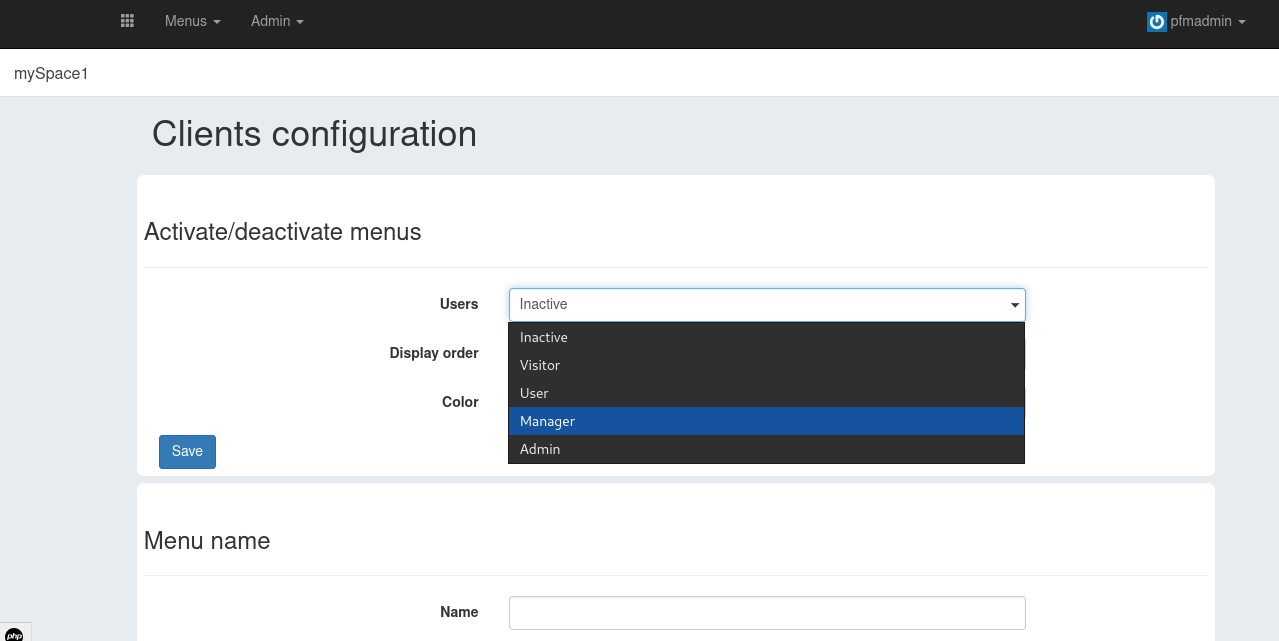 Menus Admin pfmadmin
mySpace1
Clients configuration
Activate/deactivate menus
Users Inactive
Inactive
Display order
Visitor
User
Color
Manager
Admin
Save
Menu name
Name
php